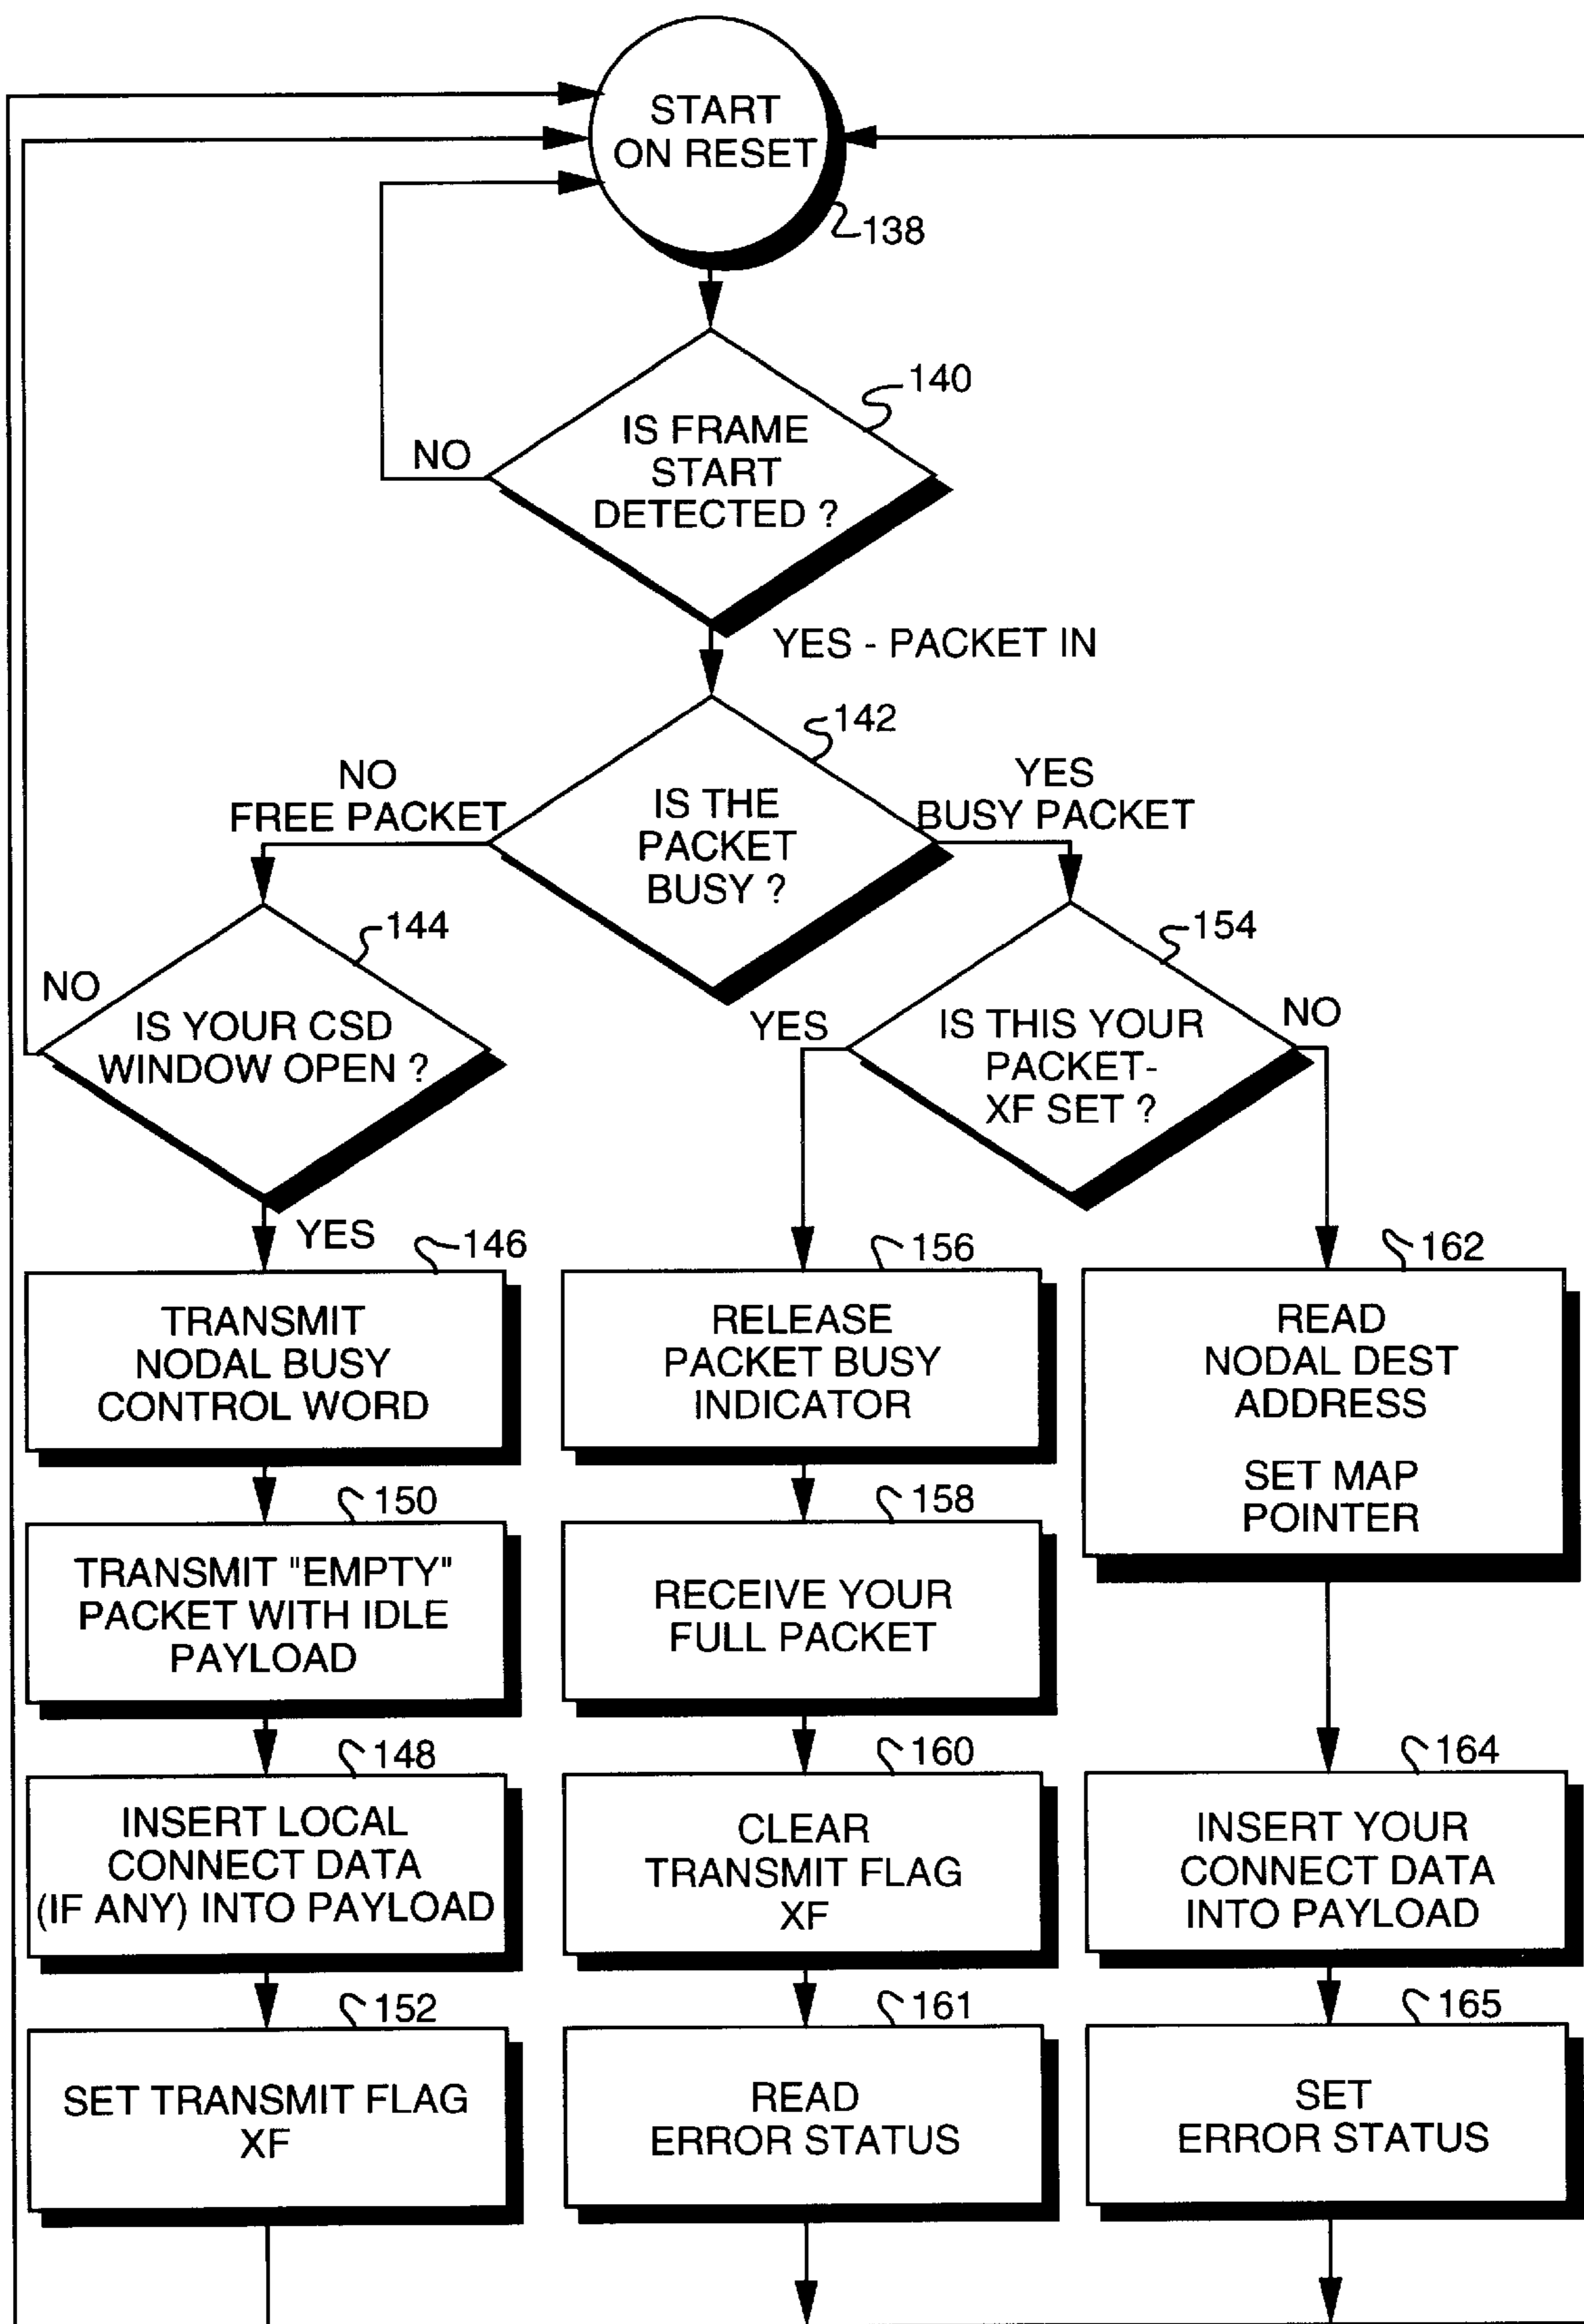 START
ON RESET
138
140
IS FRAME
START
DETECTED ?
NO
YES - PACKET IN
142
NO
FREE PACKET
IS THE
PACKET
BUSY ?
YES
BUSY PACKET
144
NO
IS YOUR CSD
WINDOW OPEN ?
YES
154
YES
IS THIS YOUR
PACKET-
XF SET ?
NO
146
TRANSMIT
NODAL BUSY
CONTROL WORD
156
RELEASE
PACKET BUSY
INDICATOR
162
READ
NODAL DEST
ADDRESS
SET MAP
POINTER
150
TRANSMIT "EMPTY"
PACKET WITH IDLE
PAYLOAD
158
RECEIVE YOUR
FULL PACKET
148
INSERT LOCAL
CONNECT DATA
(IF ANY) INTO PAYLOAD
160
CLEAR
TRANSMIT FLAG
XF
164
INSERT YOUR
CONNECT DATA
INTO PAYLOAD
152
SET TRANSMIT FLAG
XF
161
READ
ERROR STATUS
165
SET
ERROR STATUS